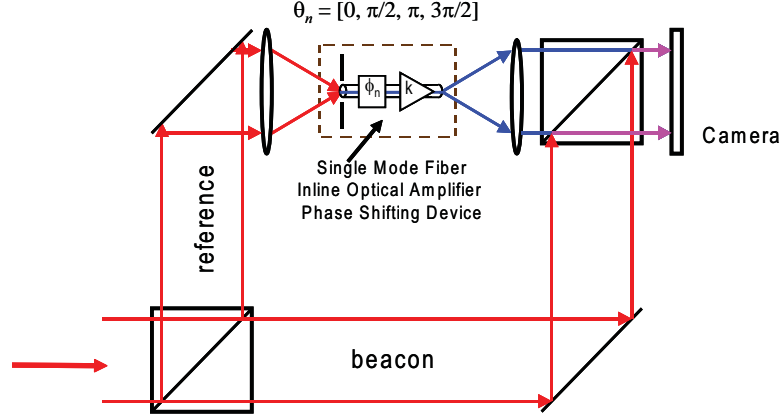 θn = [0, π/2, π, 3π/2]
ϕn
k
Single Mode Fiber
Inline Optical Amplifier
Phase Shifting Device
Camera
reference
beacon